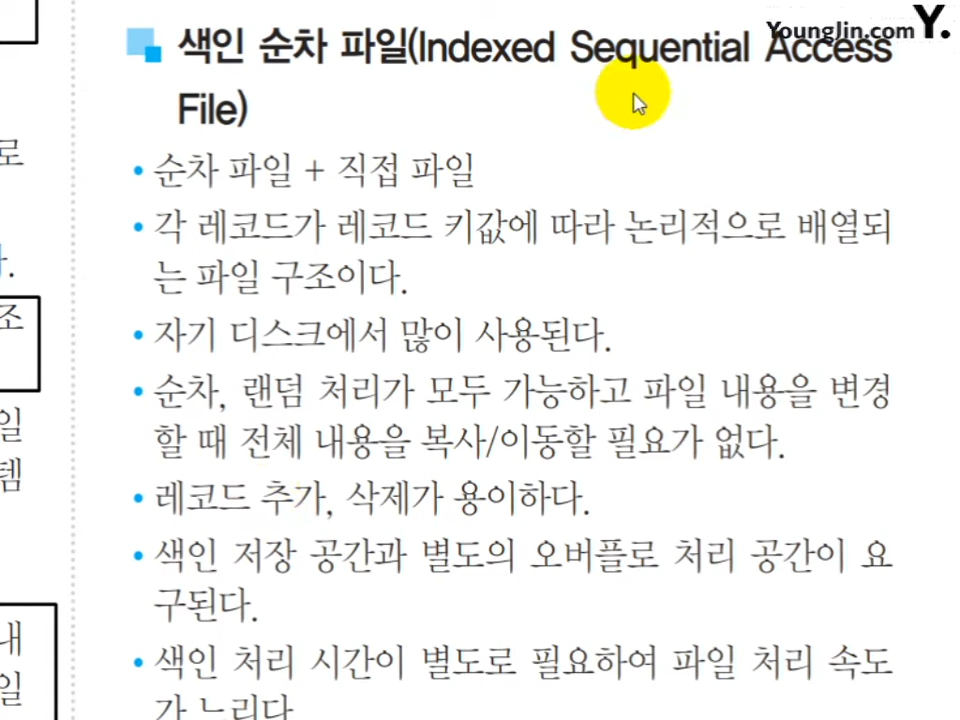 YoungJin.com Y.
색인 순차 파일(Indexed Sequential Access
File)
• 순차 파일 + 직접 파일
• 각 레코드가 레코드 키값에 따라 논리적으로 배열되
는 파일 구조이다.
• 자기 디스크에서 많이 사용된다.
• 순차, 랜덤 처리가 모두 가능하고 파일 내용을 변경
할 때 전체 내용을 복사/이동할 필요가 없다.
• 레코드 추가, 삭제가 용이하다.
• 색인 저장 공간과 별도의 오버플로 처리 공간이 요
구된다.
• 색인 처리 시간이 별도로 필요하여 파일 처리 속도
가 느리다
로
다.
조
일
템
내
일